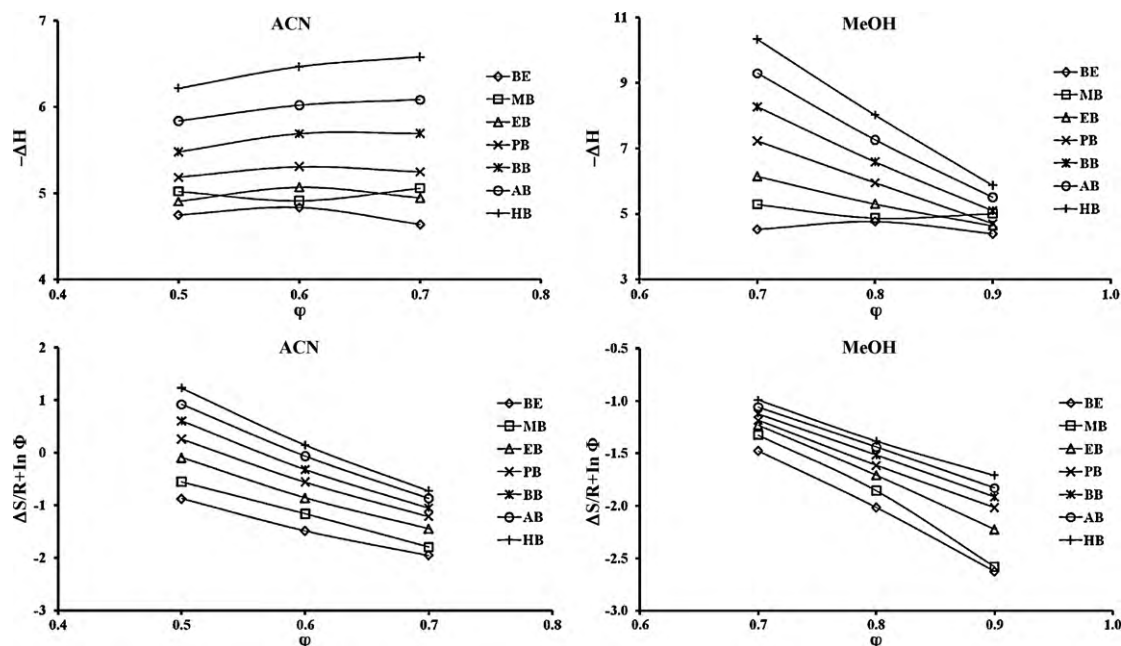 ACN
7
6
5
4
−ΔH
0.4
0.5
0.6
0.7
0.8
φ
BE
MB
EB
PB
BB
AB
HB
MeOH
11
9
7
5
3
−ΔH
0.6
0.7
0.8
0.9
1.0
φ
BE
MB
EB
PB
BB
AB
HB
ACN
2
1
0
-1
-2
-3
ΔS/R+ln Φ
0.4
0.5
0.6
0.7
0.8
φ
BE
MB
EB
PB
BB
AB
HB
MeOH
-0.5
-1.0
-1.5
-2.0
-2.5
-3.0
ΔS/R+ln Φ
0.6
0.7
0.8
0.9
1.0
φ
BE
MB
EB
PB
BB
AB
HB